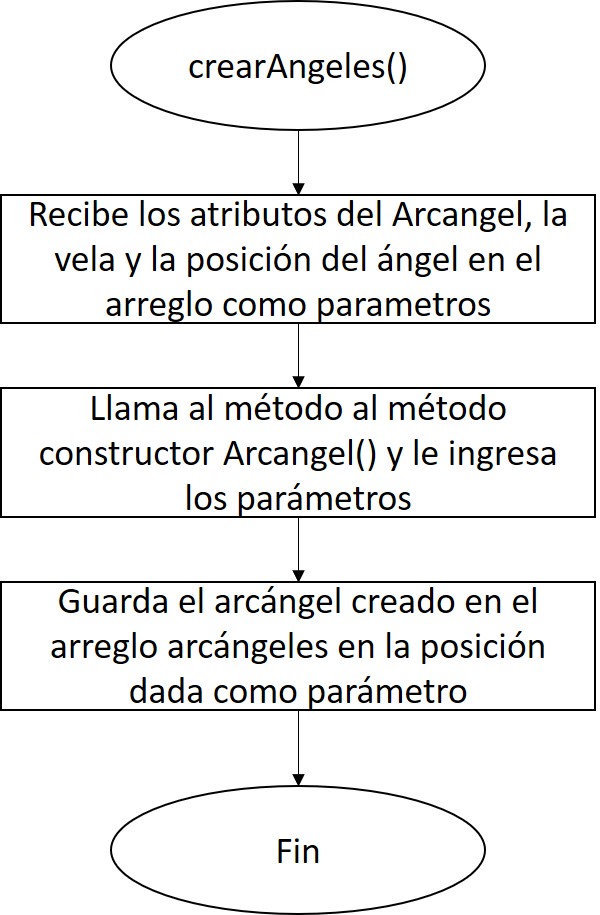 crearAngeles()
Recibe los atributos del Arcangel, la
vela y la posición del ángel en el
arreglo como parametros
Llama al método al método
constructor Arcangel() y le ingresa
los parámetros
Guarda el arcángel creado en el
arreglo arcángeles en la posición
dada como parámetro
Fin